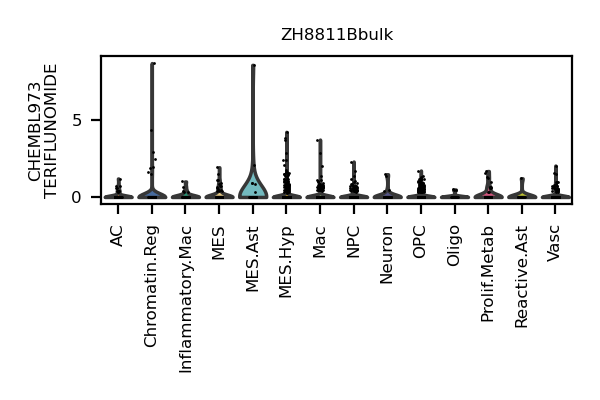 ZH8811Bbulk
CHEMBL973
TERIFLUNOMIDE
5
0
AC
Chromatin.Reg
Inflammatory.Mac
MES
MES.Ast
MES.Hyp
Mac
NPC
Neuron
OPC
Oligo
Prolif.Metab
Reactive.Ast
Vasc